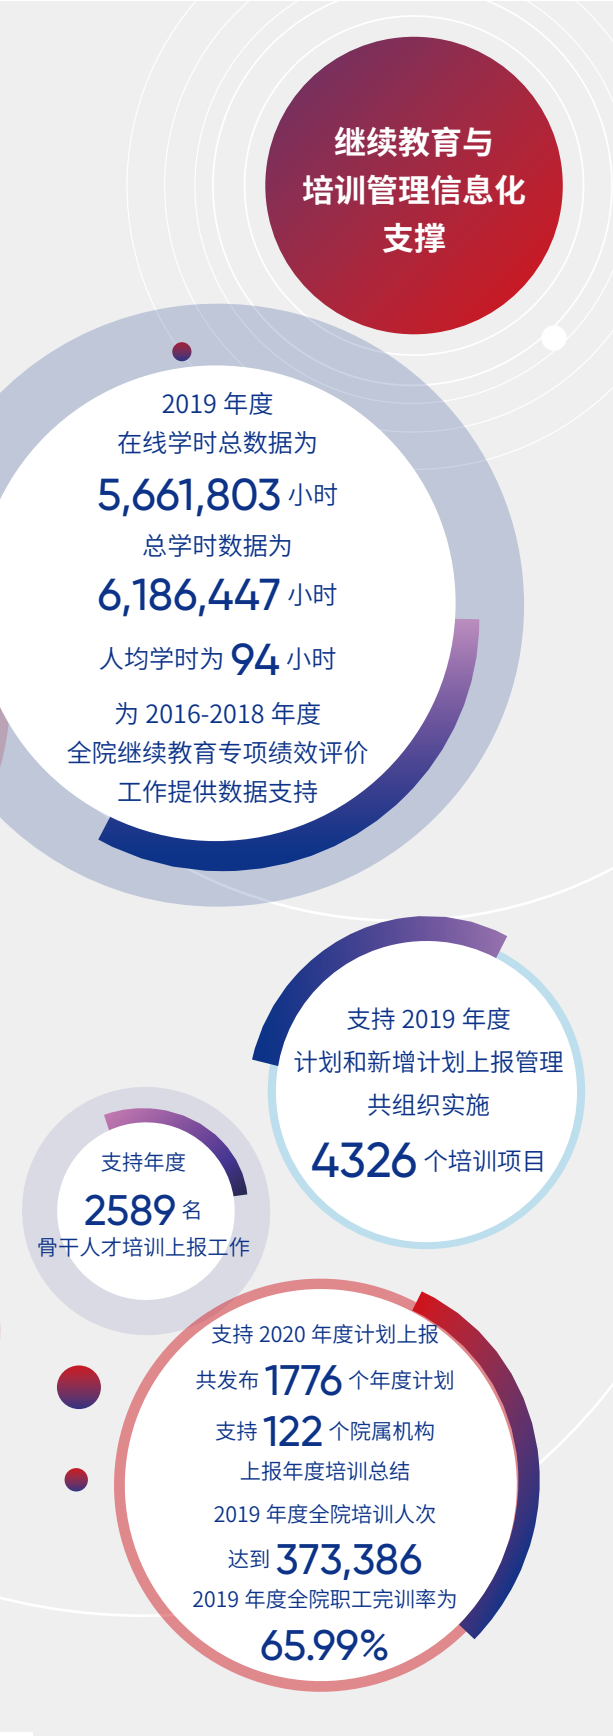 继续教育与
培训管理信息化
支撑
2019 年度
在线学时总数据为
5,661,803 小时
总学时数据为
6,186,447 小时
人均学时为 94 小时
为 2016-2018 年度
全院继续教育专项绩效评价
工作提供数据支持
支持 2019 年度
计划和新增计划上报管理
共组织实施
4326 个培训项目
支持年度
2589 名
骨干人才培训上报工作
支持 2020 年度计划上报
共发布 1776 个年度计划
支持 122 个院属机构
上报年度培训总结
2019 年度全院培训人次
达到 373,386
2019 年度全院职工完训率为
65.99%